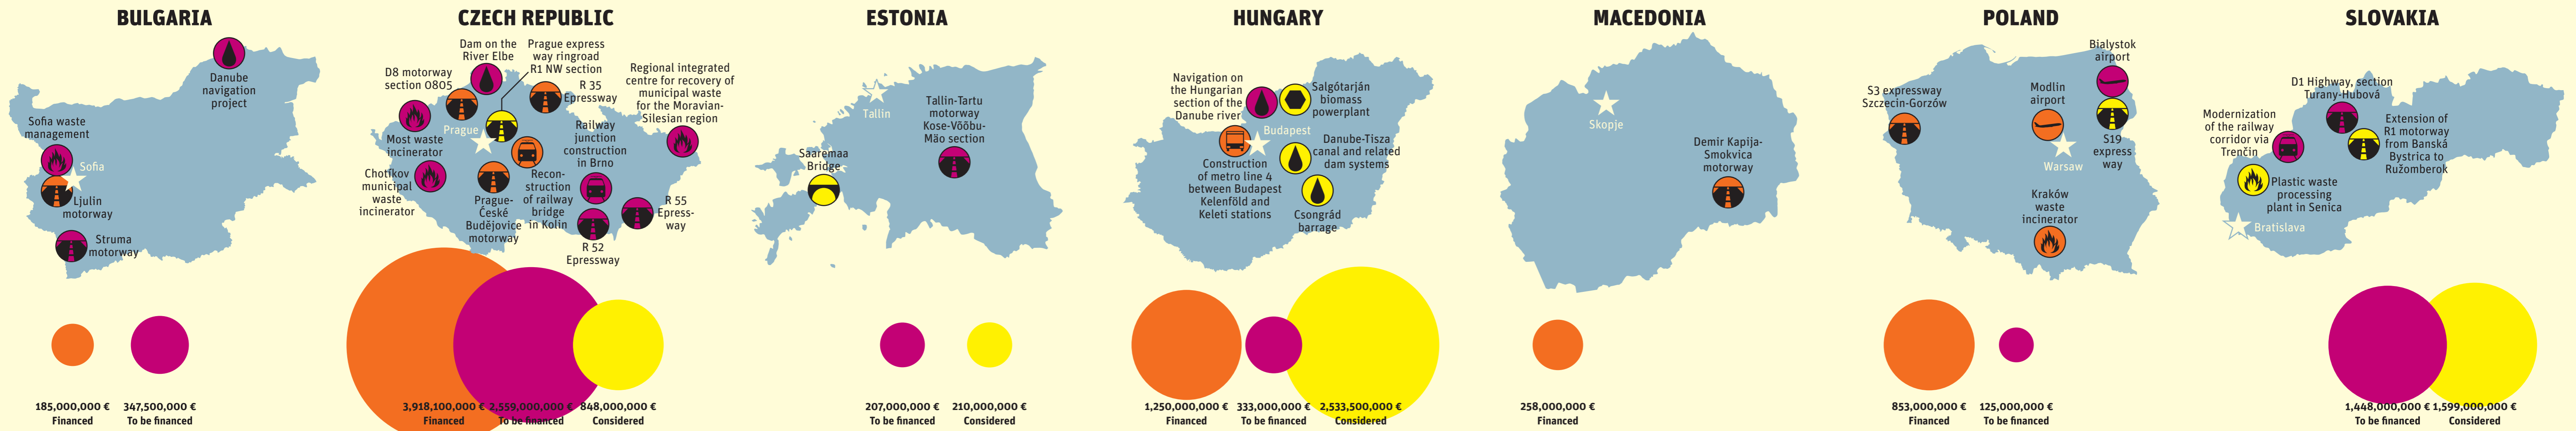 BULGARIA
Danube
navigation
project
Sofia waste
management
Sofia
Ljulin
motorway
Struma
motorway
185,000,000 €
Financed
347,500,000 €
To be financed
CZECH REPUBLIC
Dam on the
River Elbe
Prague express
way ringroad
R1 NW section
D8 motorway
section 0805
R 35
Epressway
Regional integrated
centre for recovery of
municipal waste
for the Moravian-
Silesian region
Most waste
incinerator
Prague
Railway
junction
construction
in Brno
Chotíkov
municipal
waste
incinerator
Prague-
České
Budějovice
motorway
Recon-
struction
of railway
bridge
in Kolín
R 55
Epress-
way
R 52
Epressway
3,918,100,000 €
Financed
2,559,000,000 €
To be financed
848,000,000 €
Considered
ESTONIA
Tallin
Tallin-Tartu
motorway
Kose-Võõbu-
Mäo section
Saaremaa
Bridge
207,000,000 €
To be financed
210,000,000 €
Considered
HUNGARY
Navigation on
the Hungarian
section of the
Danube river
Salgótarján
biomass
powerplant
Budapest
Danube-Tisza
canal and related
dam systems
Construction
of metro line 4
between Budapest
Kelenföld and
Keleti stations
Csongrád
barrage
1,250,000,000 €
Financed
333,000,000 €
To be financed
2,533,500,000 €
Considered
MACEDONIA
Skopje
Demir Kapija-
Smokvica
motorway
258,000,000 €
Financed
POLAND
Bialystok
airport
S3 expressway
Szczecin-Gorzów
Modlin
airport
S19
express
way
Warsaw
Kraków
waste
incinerator
853,000,000 €
Financed
125,000,000 €
To be financed
SLOVAKIA
D1 Highway, section
Turany-Hubová
Modernization
of the railway
corridor via
Trenčin
Extension of
R1 motorway
from Banská
Bystrica to
Ružomberok
Plastic waste
processing
plant in Senica
Bratislava
1,448,000,000 €
To be financed
1,599,000,000 €
Considered